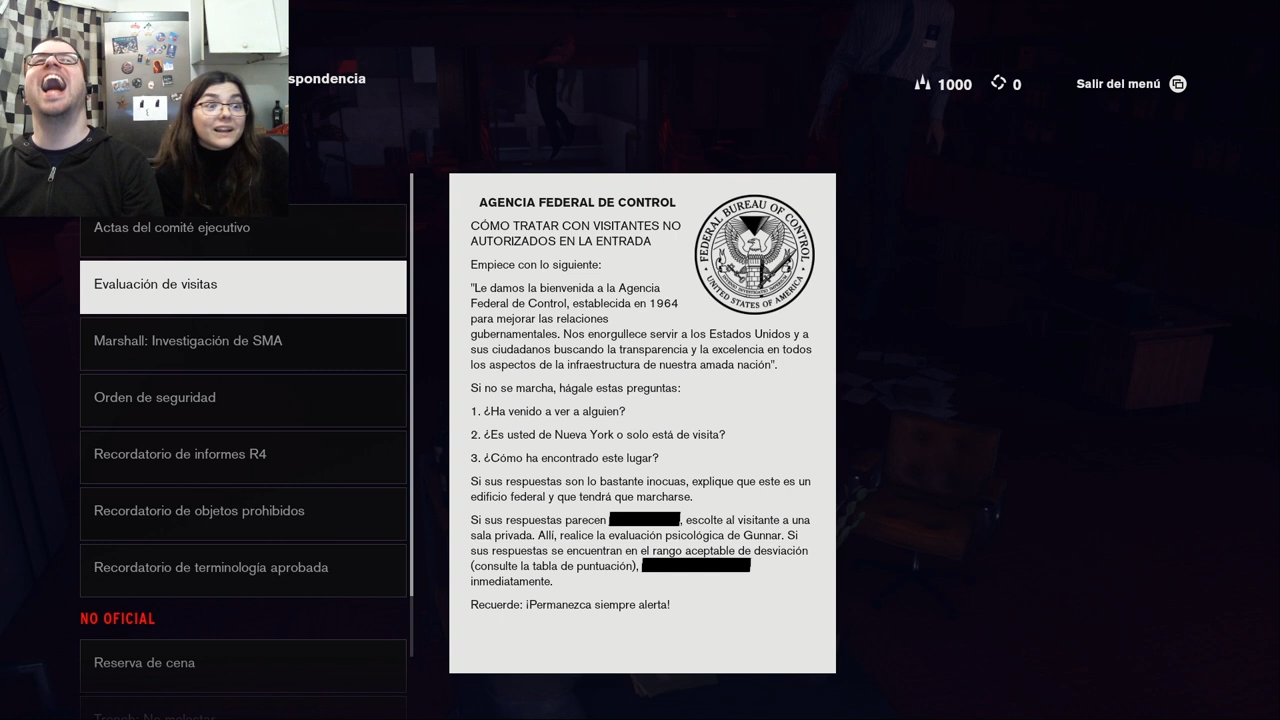 spondencia
1000
0
Salir del menú
Actas del comité ejecutivo
Evaluación de visitas
Marshall: Investigación de SMA
Orden de seguridad
Recordatorio de informes R4
Recordatorio de objetos prohibidos
Recordatorio de terminología aprobada
NO OFICIAL
Reserva de cena
Trench: No molestar
AGENCIA FEDERAL DE CONTROL
CÓMO TRATAR CON VISITANTES NO
AUTORIZADOS EN LA ENTRADA
Empiece con lo siguiente:
"Le damos la bienvenida a la Agencia
Federal de Control, establecida en 1964
para mejorar las relaciones
gubernamentales. Nos enorgullece servir a los Estados Unidos y a
sus ciudadanos buscando la transparencia y la excelencia en todos
los aspectos de la infraestructura de nuestra amada nación".
Si no se marcha, hágale estas preguntas:
1. ¿Ha venido a ver a alguien?
2. ¿Es usted de Nueva York o solo está de visita?
3. ¿Cómo ha encontrado este lugar?
Si sus respuestas son lo bastante inocuas, explique que este es un
edificio federal y que tendrá que marcharse.
Si sus respuestas parecen , escolte al visitante a una
sala privada. Allí, realice la evaluación psicológica de Gunnar. Si
sus respuestas se encuentran en el rango aceptable de desviación
(consulte la tabla de puntuación),
inmediatamente.
Recuerde: ¡Permanezca siempre alerta!
FEDERAL BUREAU OF CONTROL
UNITED STATES OF AMERICA